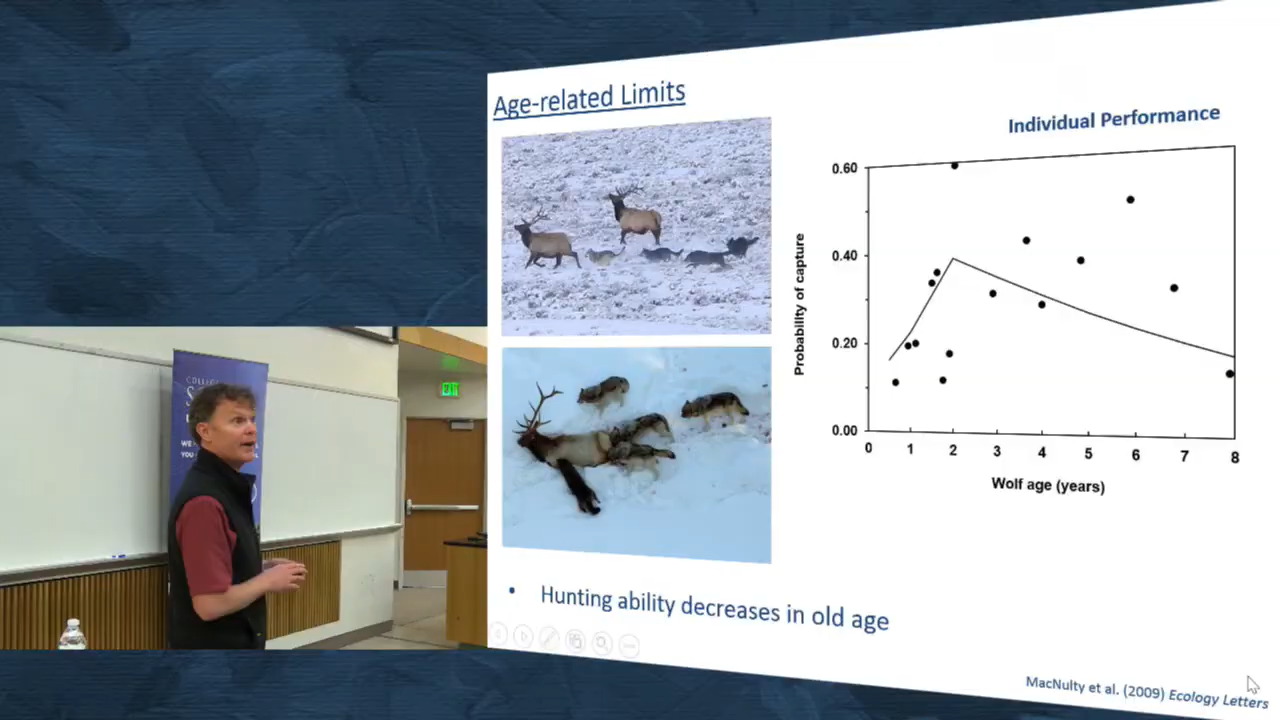 Age-related Limits
Individual Performance
0.60
0.40
0.20
0.00
Probability of capture
0 1 2 3 4 5 6 7 8
Wolf age (years)
• Hunting ability decreases in old age
MacNulty et al. (2009) Ecology Letters